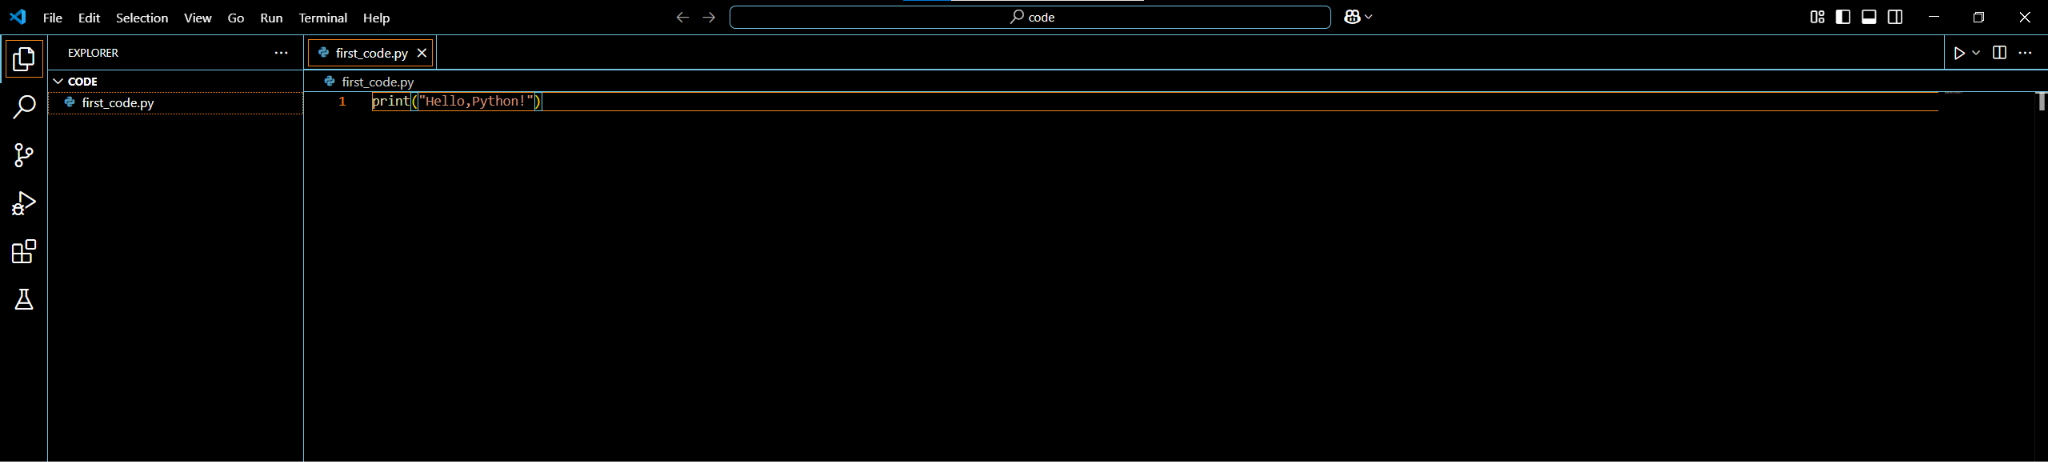 File Edit Selection View Go Run Terminal Help code
EXPLORER ... first_code.py
CODE first_code.py
first_code.py 1 print("Hello,Python!")